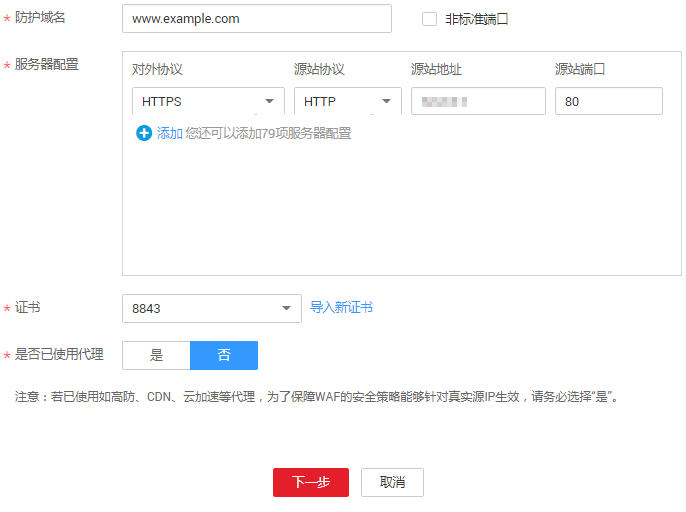 * 防护域名 www.example.com 非标准端口
* 服务器配置
对外协议 源站协议 源站地址 源站端口
HTTPS HTTP 80
添加 您还可以添加79项服务器配置
* 证书 8843 导入新证书
* 是否已使用代理 是 否
注意：若已使用如高防、CDN、云加速等代理，为了保障WAF的安全策略能够针对真实源IP生效，请务必选择“是”。
下一步 取消